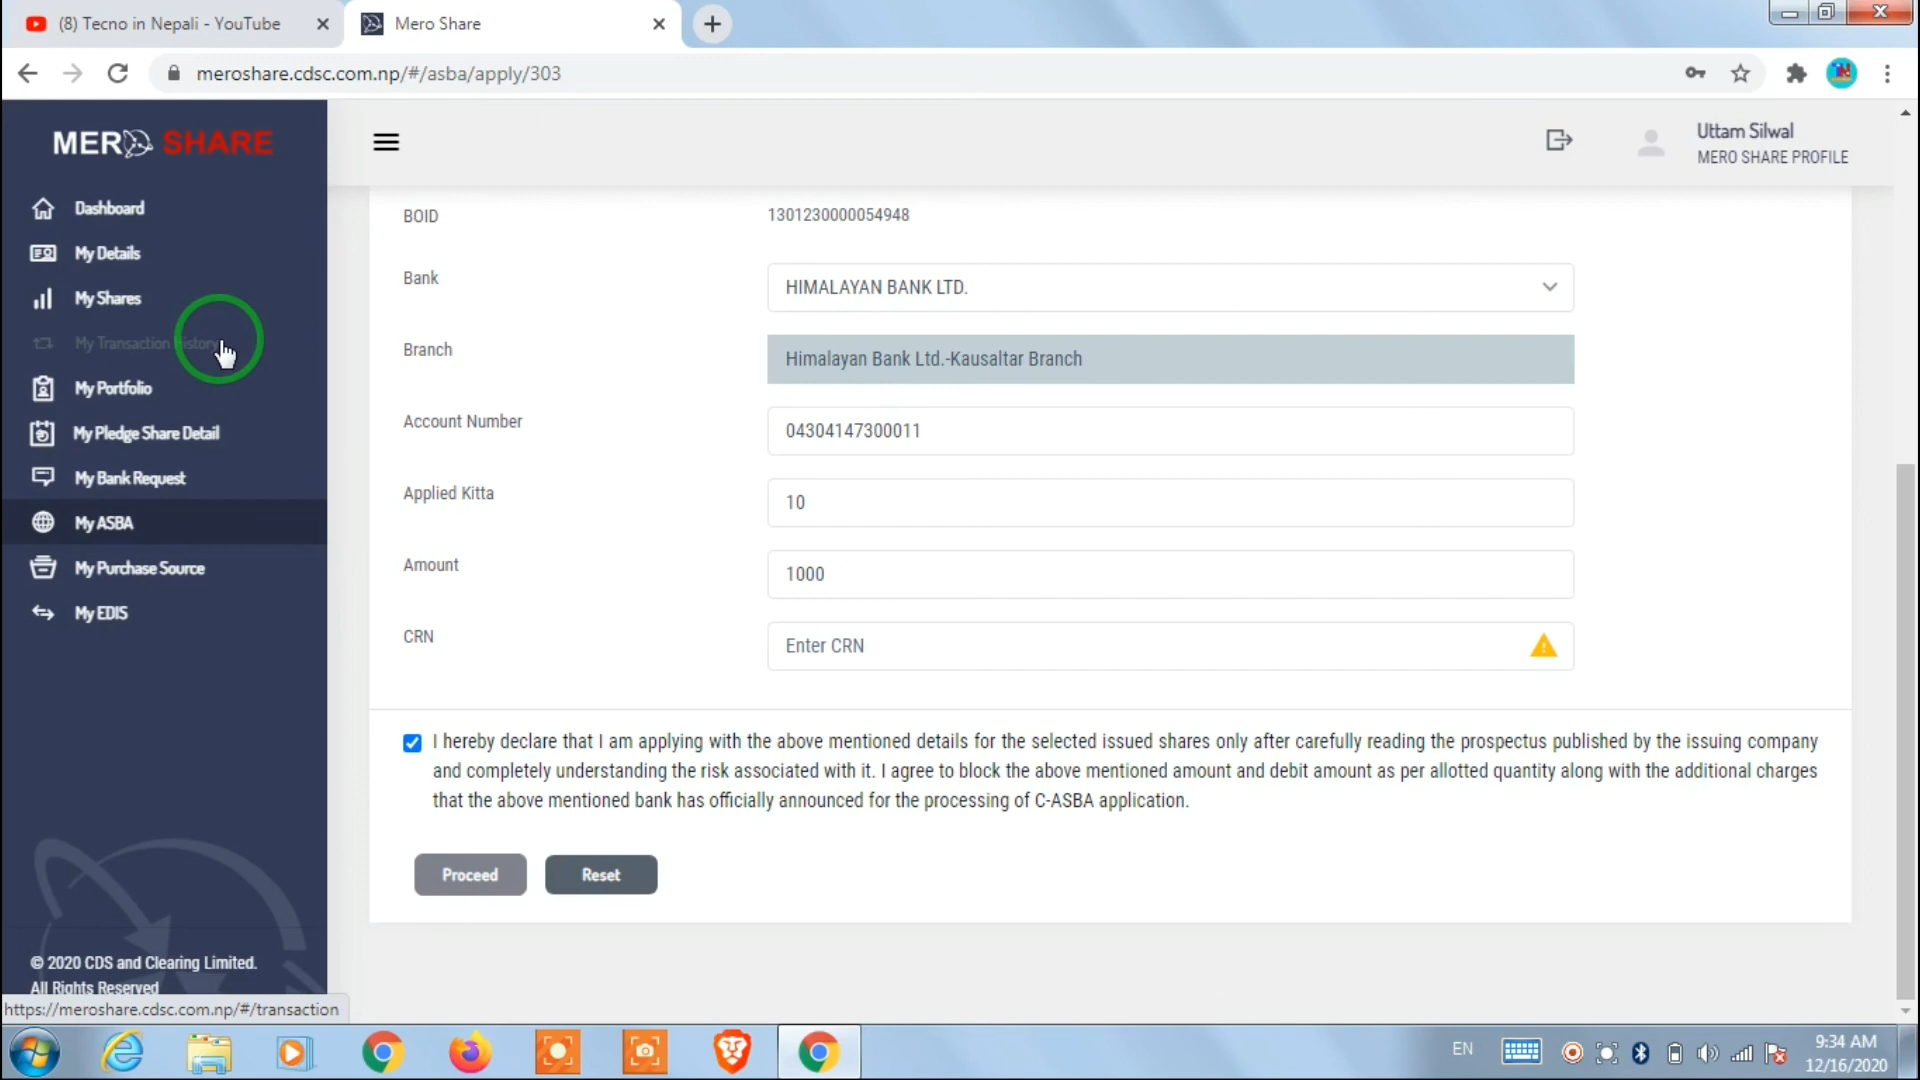 (8) Tecno in Nepali - YouTube
Mero Share
meroshare.cdsc.com.np/#/asba/apply/303
MERO SHARE
Uttam Silwal
MERO SHARE PROFILE
Dashboard
My Details
My Shares
My Transaction History
My Portfolio
My Pledge Share Detail
My Bank Request
My ASBA
My Purchase Source
My EDIS
BOID 1301230000054948
Bank HIMALAYAN BANK LTD.
Branch Himalayan Bank Ltd.-Kausaltar Branch
Account Number 04304147300011
Applied Kitta 10
Amount 1000
CRN Enter CRN
I hereby declare that I am applying with the above mentioned details for the selected issued shares only after carefully reading the prospectus published by the issuing company
and completely understanding the risk associated with it. I agree to block the above mentioned amount and debit amount as per allotted quantity along with the additional charges
that the above mentioned bank has officially announced for the processing of C-ASBA application.
Proceed Reset
© 2020 CDS and Clearing Limited.
All Rights Reserved
https://meroshare.cdsc.com.np/#/transaction
EN
9:34 AM
12/16/2020